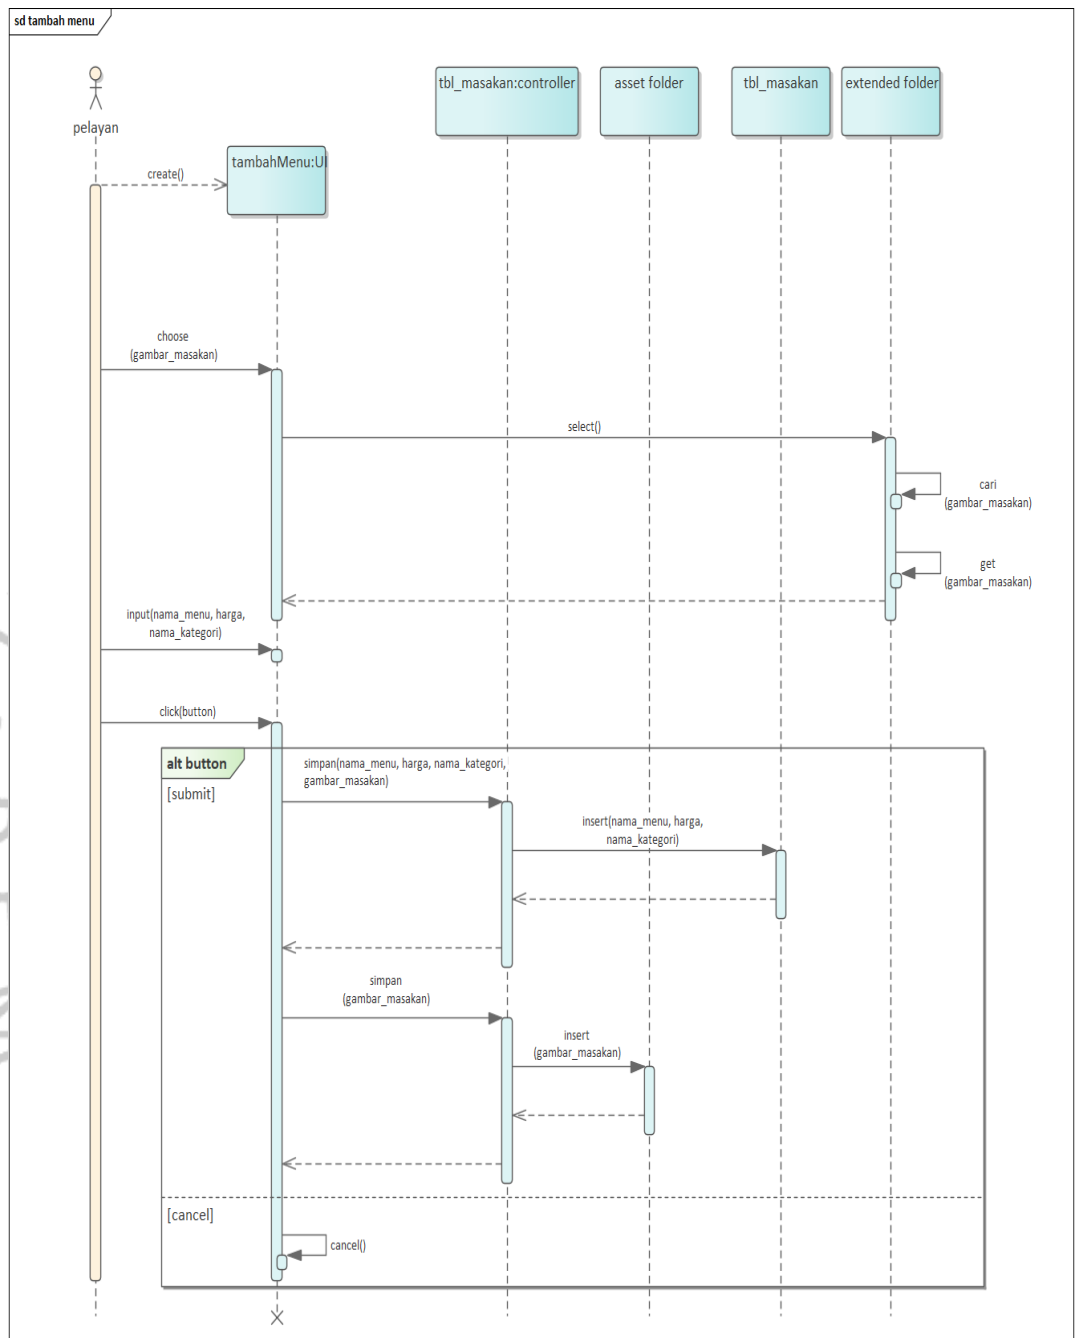 sd tambah menu
pelayan
tbl_masakan:controller
asset folder
tbl_masakan
extended folder
tambahMenu:UI
create()
choose
(gambar_masakan)
select()
cari
(gambar_masakan)
get
(gambar_masakan)
input(nama_menu, harga,
nama_kategori)
click(button)
alt button
[submit]
simpan(nama_menu, harga, nama_kategori,
gambar_masakan)
insert(nama_menu, harga,
nama_kategori)
simpan
(gambar_masakan)
insert
(gambar_masakan)
[cancel]
cancel()